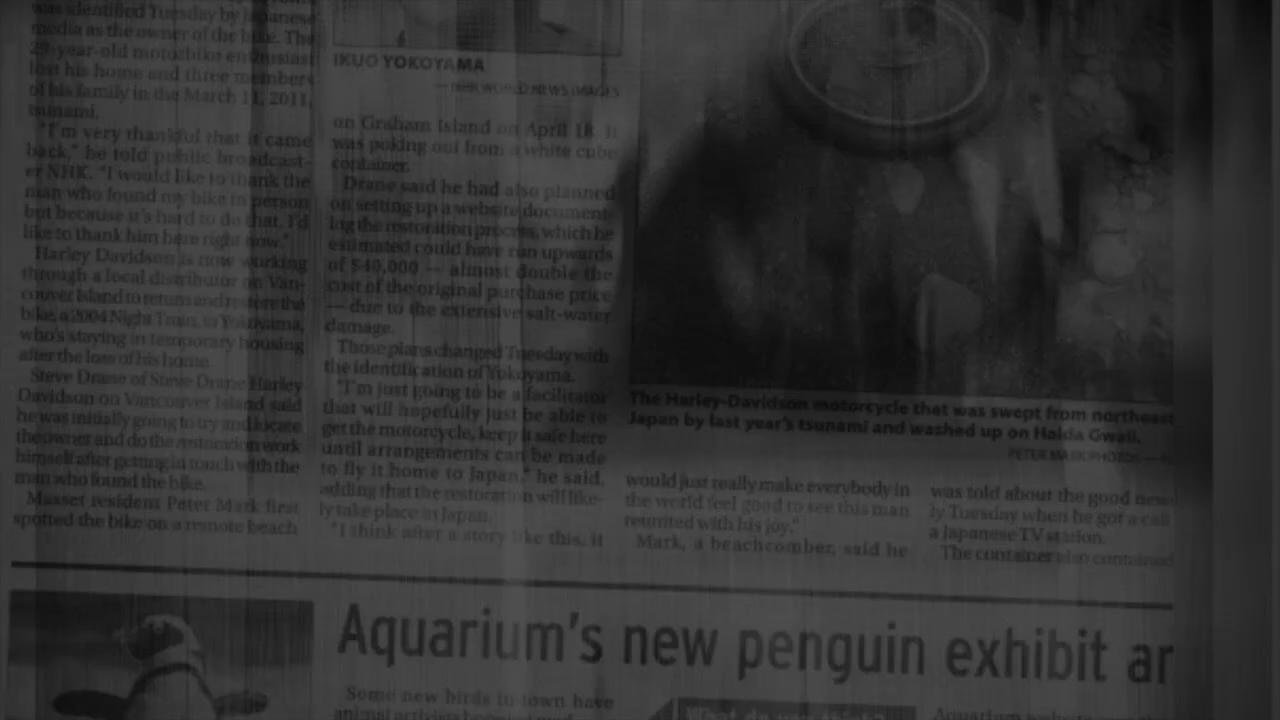 was identified Tuesday by Japanese
media as the owner of the bike. The
29-year-old motorbike enthusiast
lost his home and three members
of his family in the March 11, 2011,
tsunami.
"I'm very thankful that it came
back," he told public broadcast-
er NHK. "I would like to thank the
man who found my bike in person
but because it's hard to do that, I'd
like to thank him here right now."
Harley Davidson is now working
through a local distributor on Van-
couver Island to return and restore the
bike, a 2004 Night Train, to Yokoyama,
who's staying in temporary housing
after the loss of his home.
Steve Drane of Steve Drane Harley
Davidson on Vancouver Island said
he was initially going to try and locate
the owner and do the restoration work
himself after getting in touch with the
man who found the bike.
Masset resident Peter Mark first
spotted the bike on a remote beach
IKUO YOKOYAMA
— NHK WORLD NEWS IMAGES
on Graham Island on April 18. It
was poking out from a white cube
container.
Drane said he had also planned
on setting up a website document-
ing the restoration process, which he
estimated could have run upwards
of $40,000 — almost double the
cost of the original purchase price
— due to the extensive salt-water
damage.
Those plans changed Tuesday with
the identification of Yokoyama.
"I'm just going to be a facilitator
that will hopefully just be able to
get the motorcycle, keep it safe here
until arrangements can be made
to fly it home to Japan," he said,
adding that the restoration will like-
ly take place in Japan.
"I think after a story like this, it
The Harley-Davidson motorcycle that was swept from northeast
Japan by last year's tsunami and washed up on Haida Gwaii.
PETER MARK PHOTOS —
would just really make everybody in
the world feel good to see this man
reunited with his joy."
Mark, a beachcomber, said he
was told about the good news
ly Tuesday when he got a call
a Japanese TV station.
The container also contained
Aquarium's new penguin exhibit ar
Some new birds in town have
What do you think?